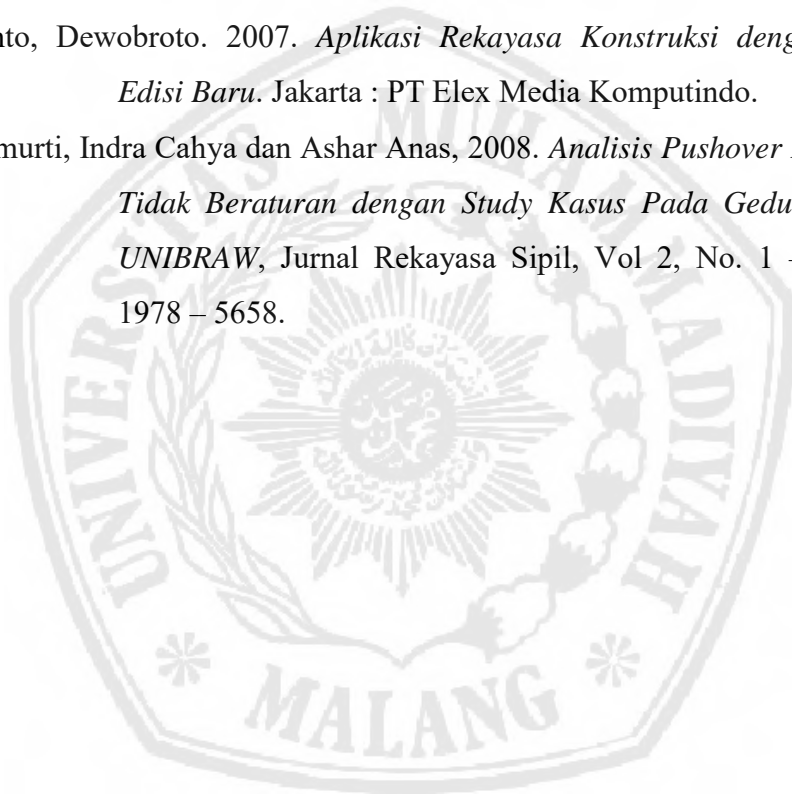 nto, Dewobroto. 2007. Aplikasi Rekayasa Konstruksi deng
Edisi Baru. Jakarta : PT Elex Media Komputindo.
murti, Indra Cahya dan Ashar Anas, 2008. Analisis Pushover
Tidak Beraturan dengan Study Kasus Pada Gedu
UNIBRAW, Jurnal Rekayasa Sipil, Vol 2, No. 1 –
1978 – 5658.
UNIVERSITAS MUHAMMADIYAH
MALANG